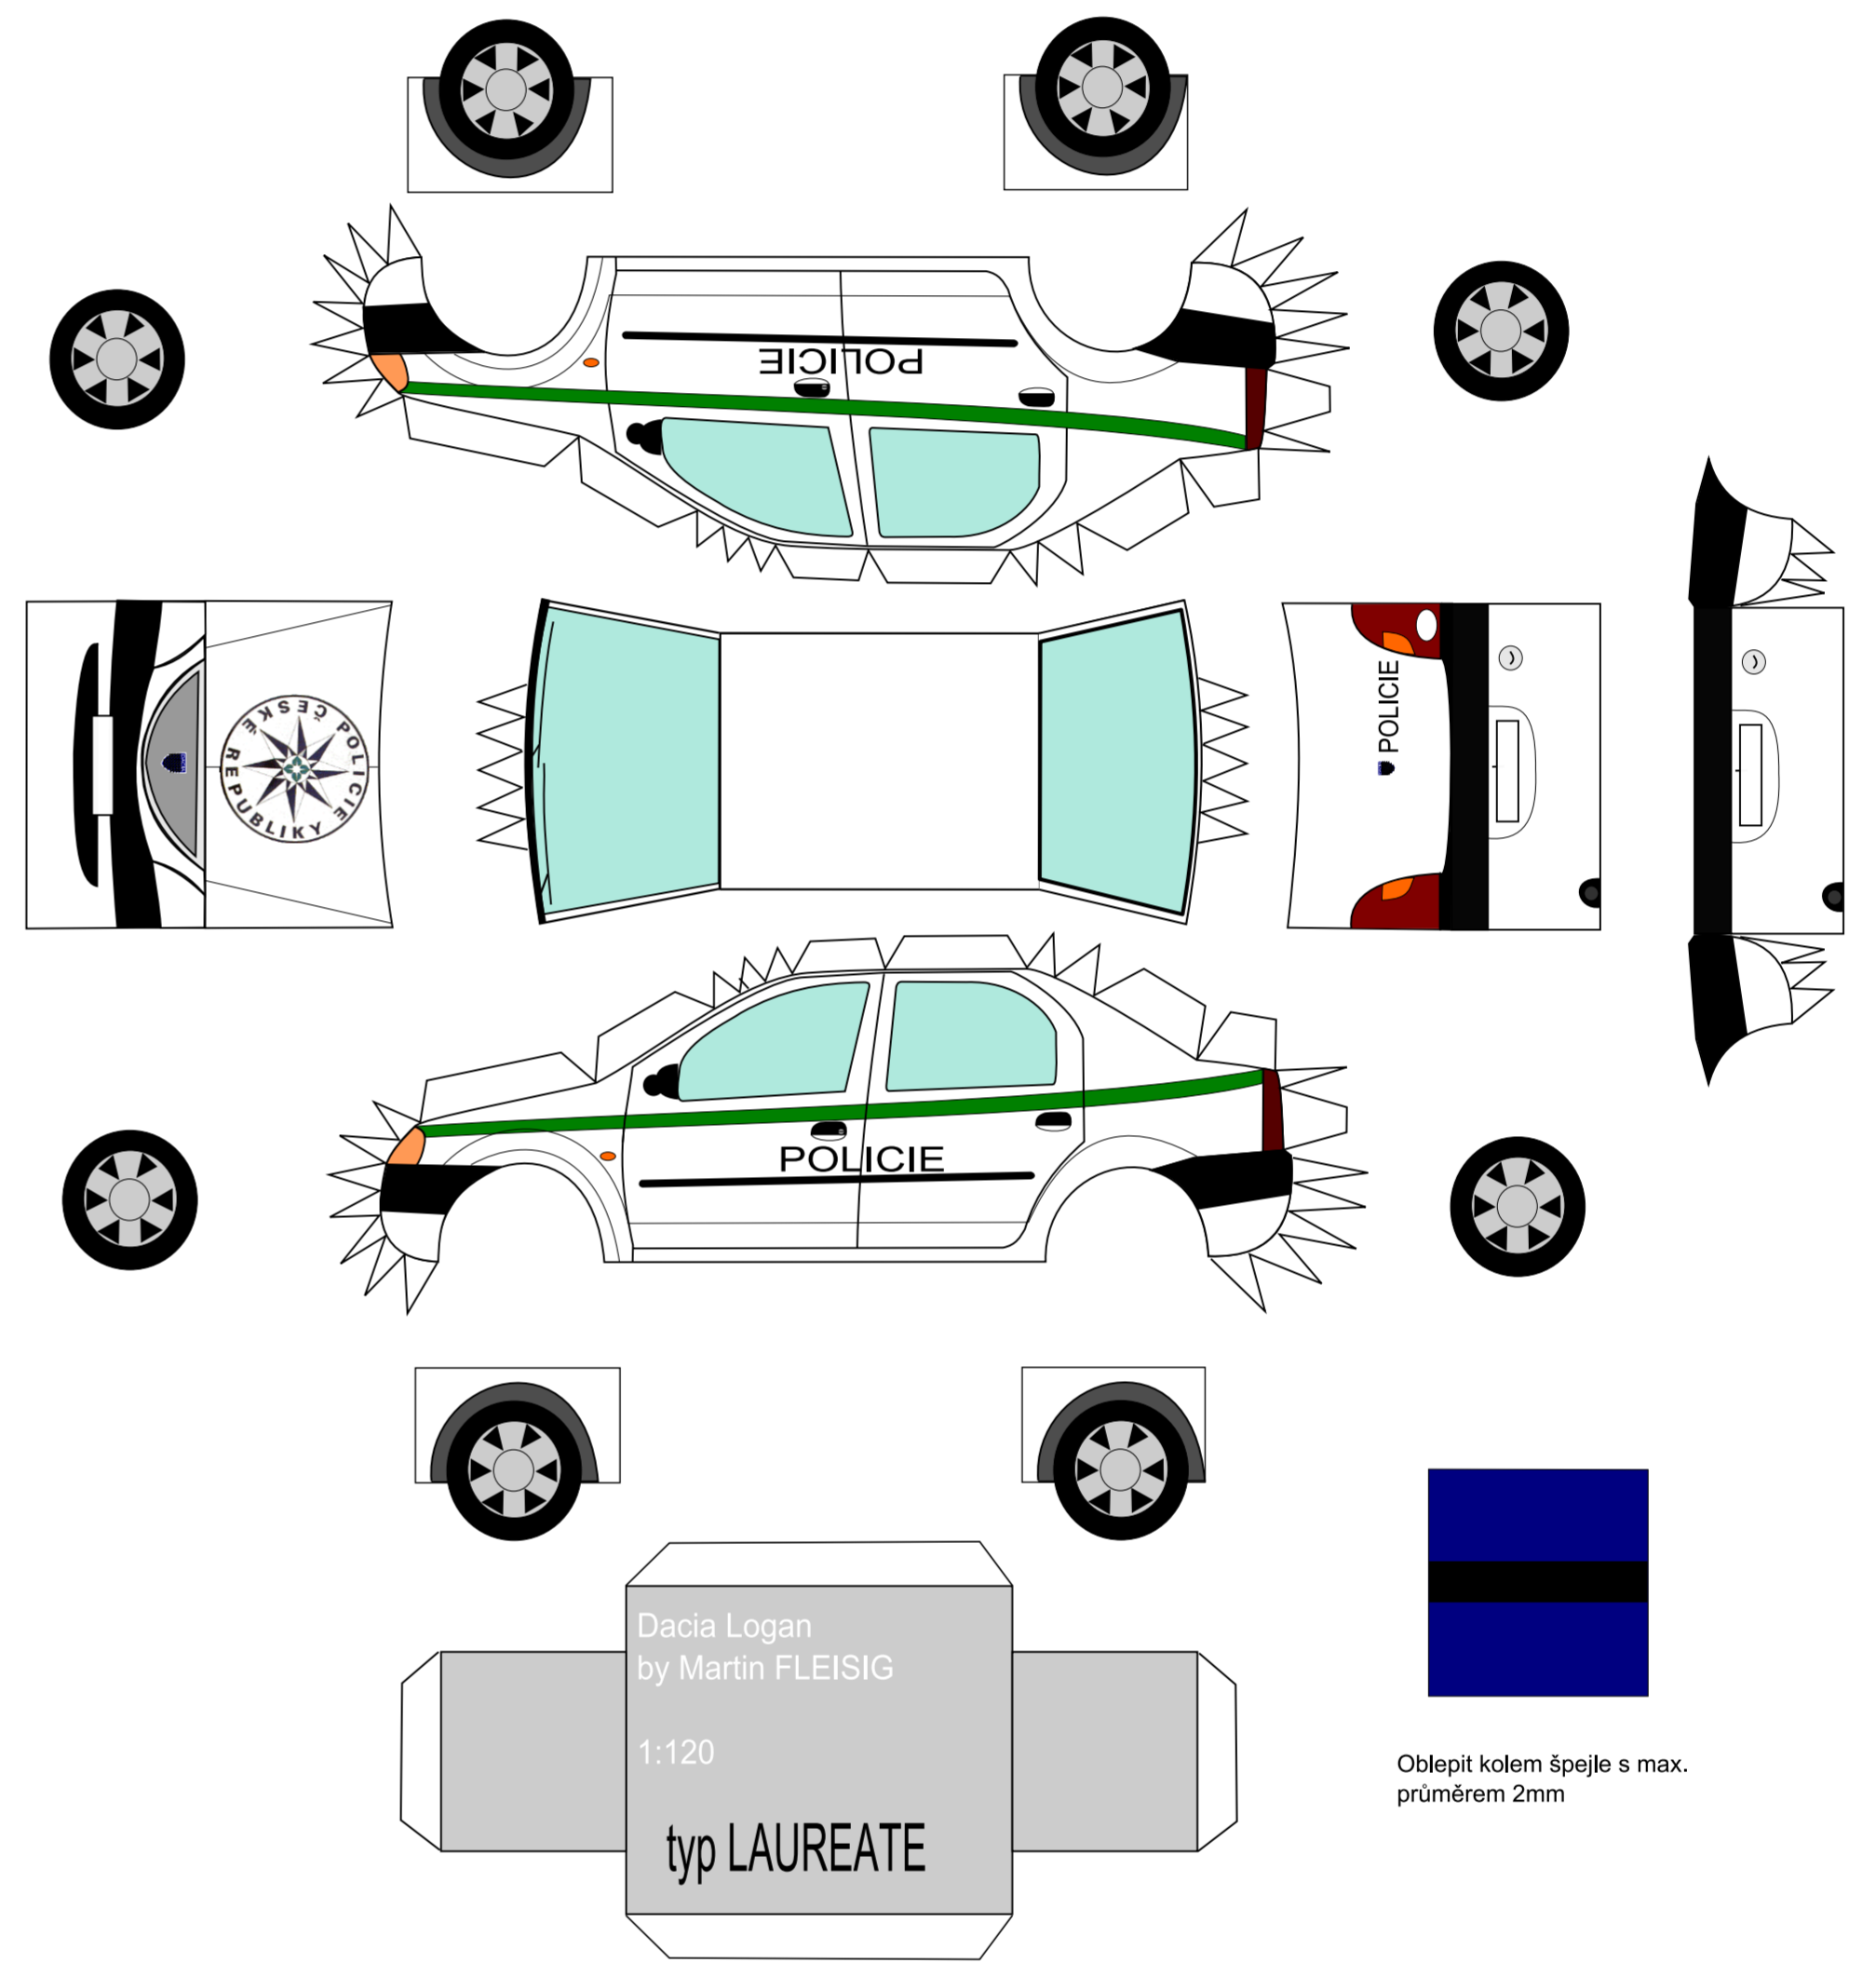 POLICIE
POLICIE ČESKÉ REPUBLIKY
POLICIE
POLICIE
Dacia Logan
by Martin FLEISIG
1:120
typ LAUREATE
Oblepit kolem špejle s max.
průměrem 2mm